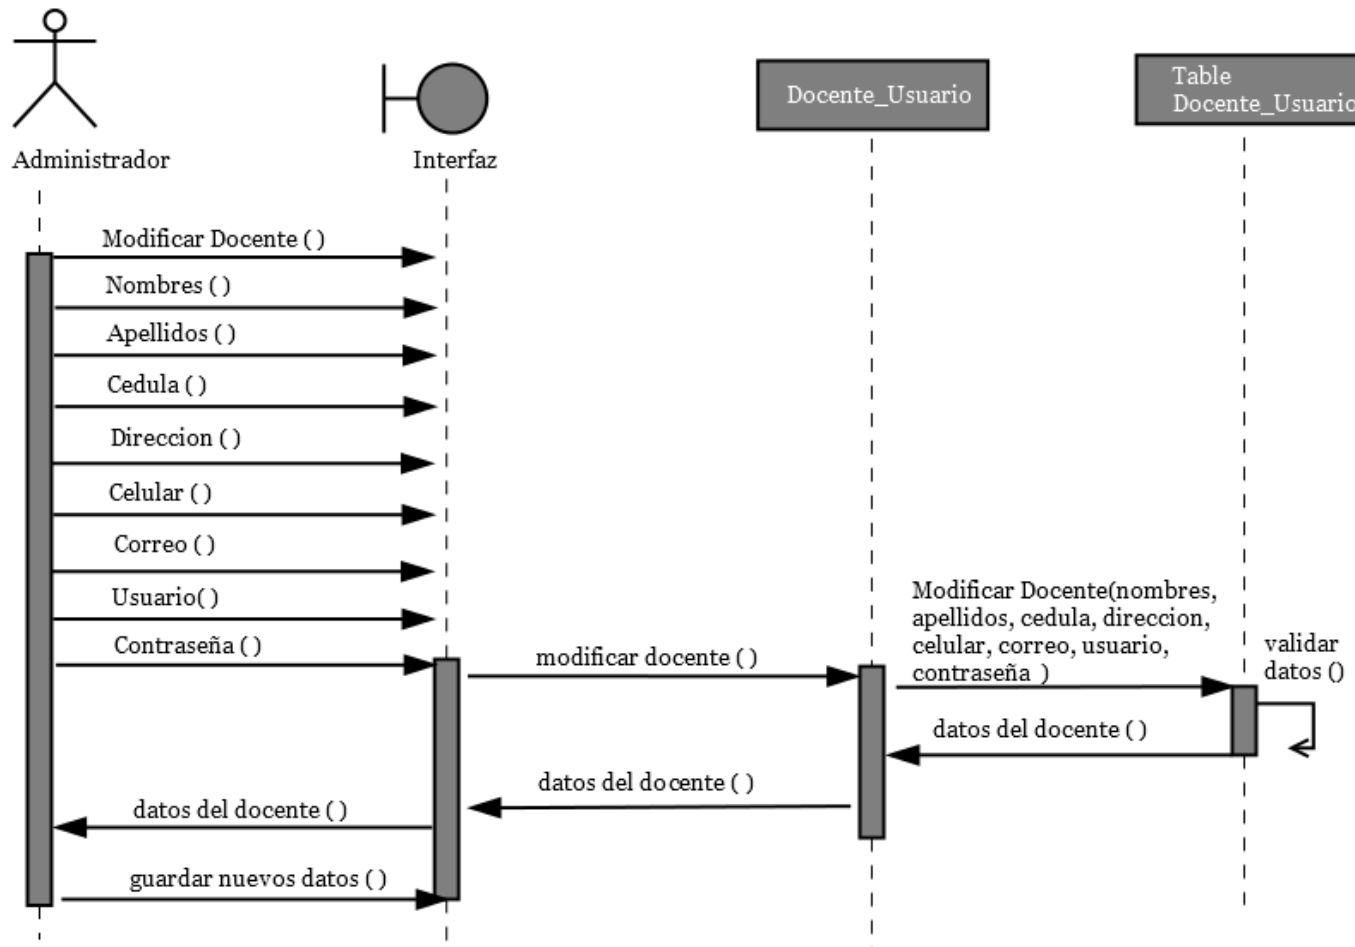 Docente_Usuario
Table
Docente_Usuario
Administrador
Interfaz
Modificar Docente ( )
Nombres ( )
Apellidos ( )
Cedula ( )
Direccion ( )
Celular ( )
Correo ( )
Usuario( )
Contraseña ( )
modificar docente ( )
Modificar Docente(nombres,
apellidos, cedula, direccion,
celular, correo, usuario,
contraseña )
validar
datos ()
datos del docente ( )
datos del docente ( )
datos del docente ( )
guardar nuevos datos ( )